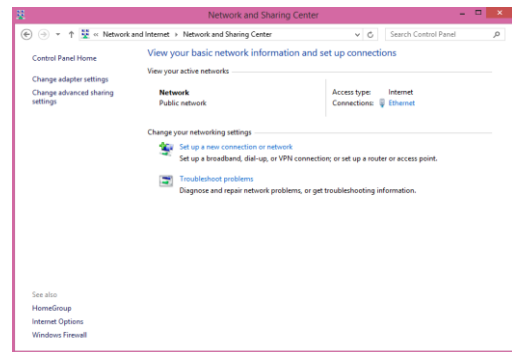 Network and Sharing Center
« Network and Internet › Network and Sharing Center
Search Control Panel
Control Panel Home
Change adapter settings
Change advanced sharing
settings
View your basic network information and set up connections
View your active networks
Network
Public network
Access type: Internet
Connections: Ethernet
Change your networking settings
Set up a new connection or network
Set up a broadband, dial-up, or VPN connection; or set up a router or access point.
Troubleshoot problems
Diagnose and repair network problems, or get troubleshooting information.
See also
HomeGroup
Internet Options
Windows Firewall